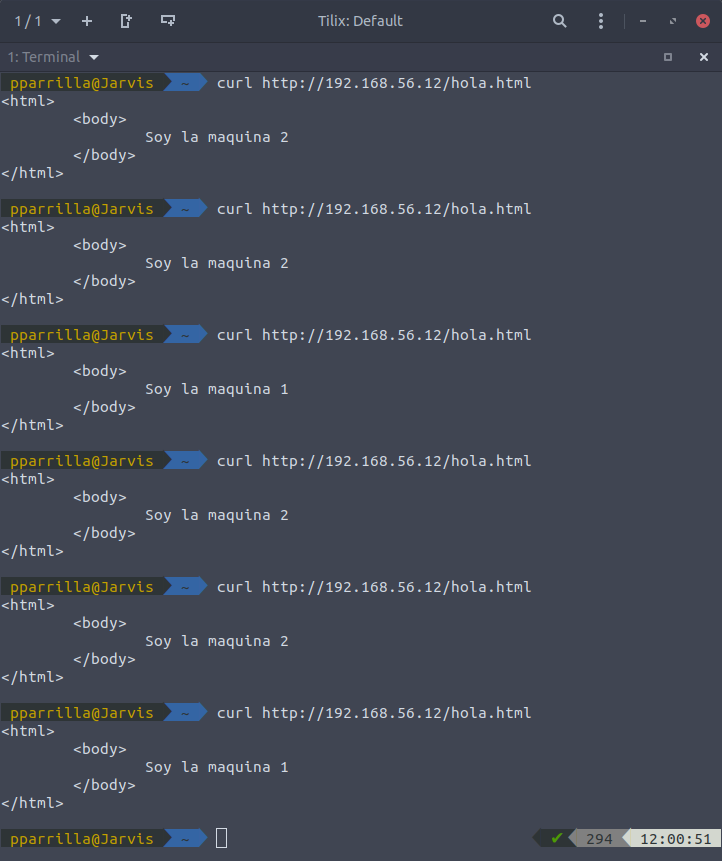 1 / 1 Tilix: Default
1: Terminal
pparrilla@Jarvis ~ curl http://192.168.56.12/hola.html
<html>
<body>
Soy la maquina 2
</body>
</html>
pparrilla@Jarvis ~ curl http://192.168.56.12/hola.html
<html>
<body>
Soy la maquina 2
</body>
</html>
pparrilla@Jarvis ~ curl http://192.168.56.12/hola.html
<html>
<body>
Soy la maquina 1
</body>
</html>
pparrilla@Jarvis ~ curl http://192.168.56.12/hola.html
<html>
<body>
Soy la maquina 2
</body>
</html>
pparrilla@Jarvis ~ curl http://192.168.56.12/hola.html
<html>
<body>
Soy la maquina 2
</body>
</html>
pparrilla@Jarvis ~ curl http://192.168.56.12/hola.html
<html>
<body>
Soy la maquina 1
</body>
</html>
pparrilla@Jarvis ~ ✔ 294 12:00:51